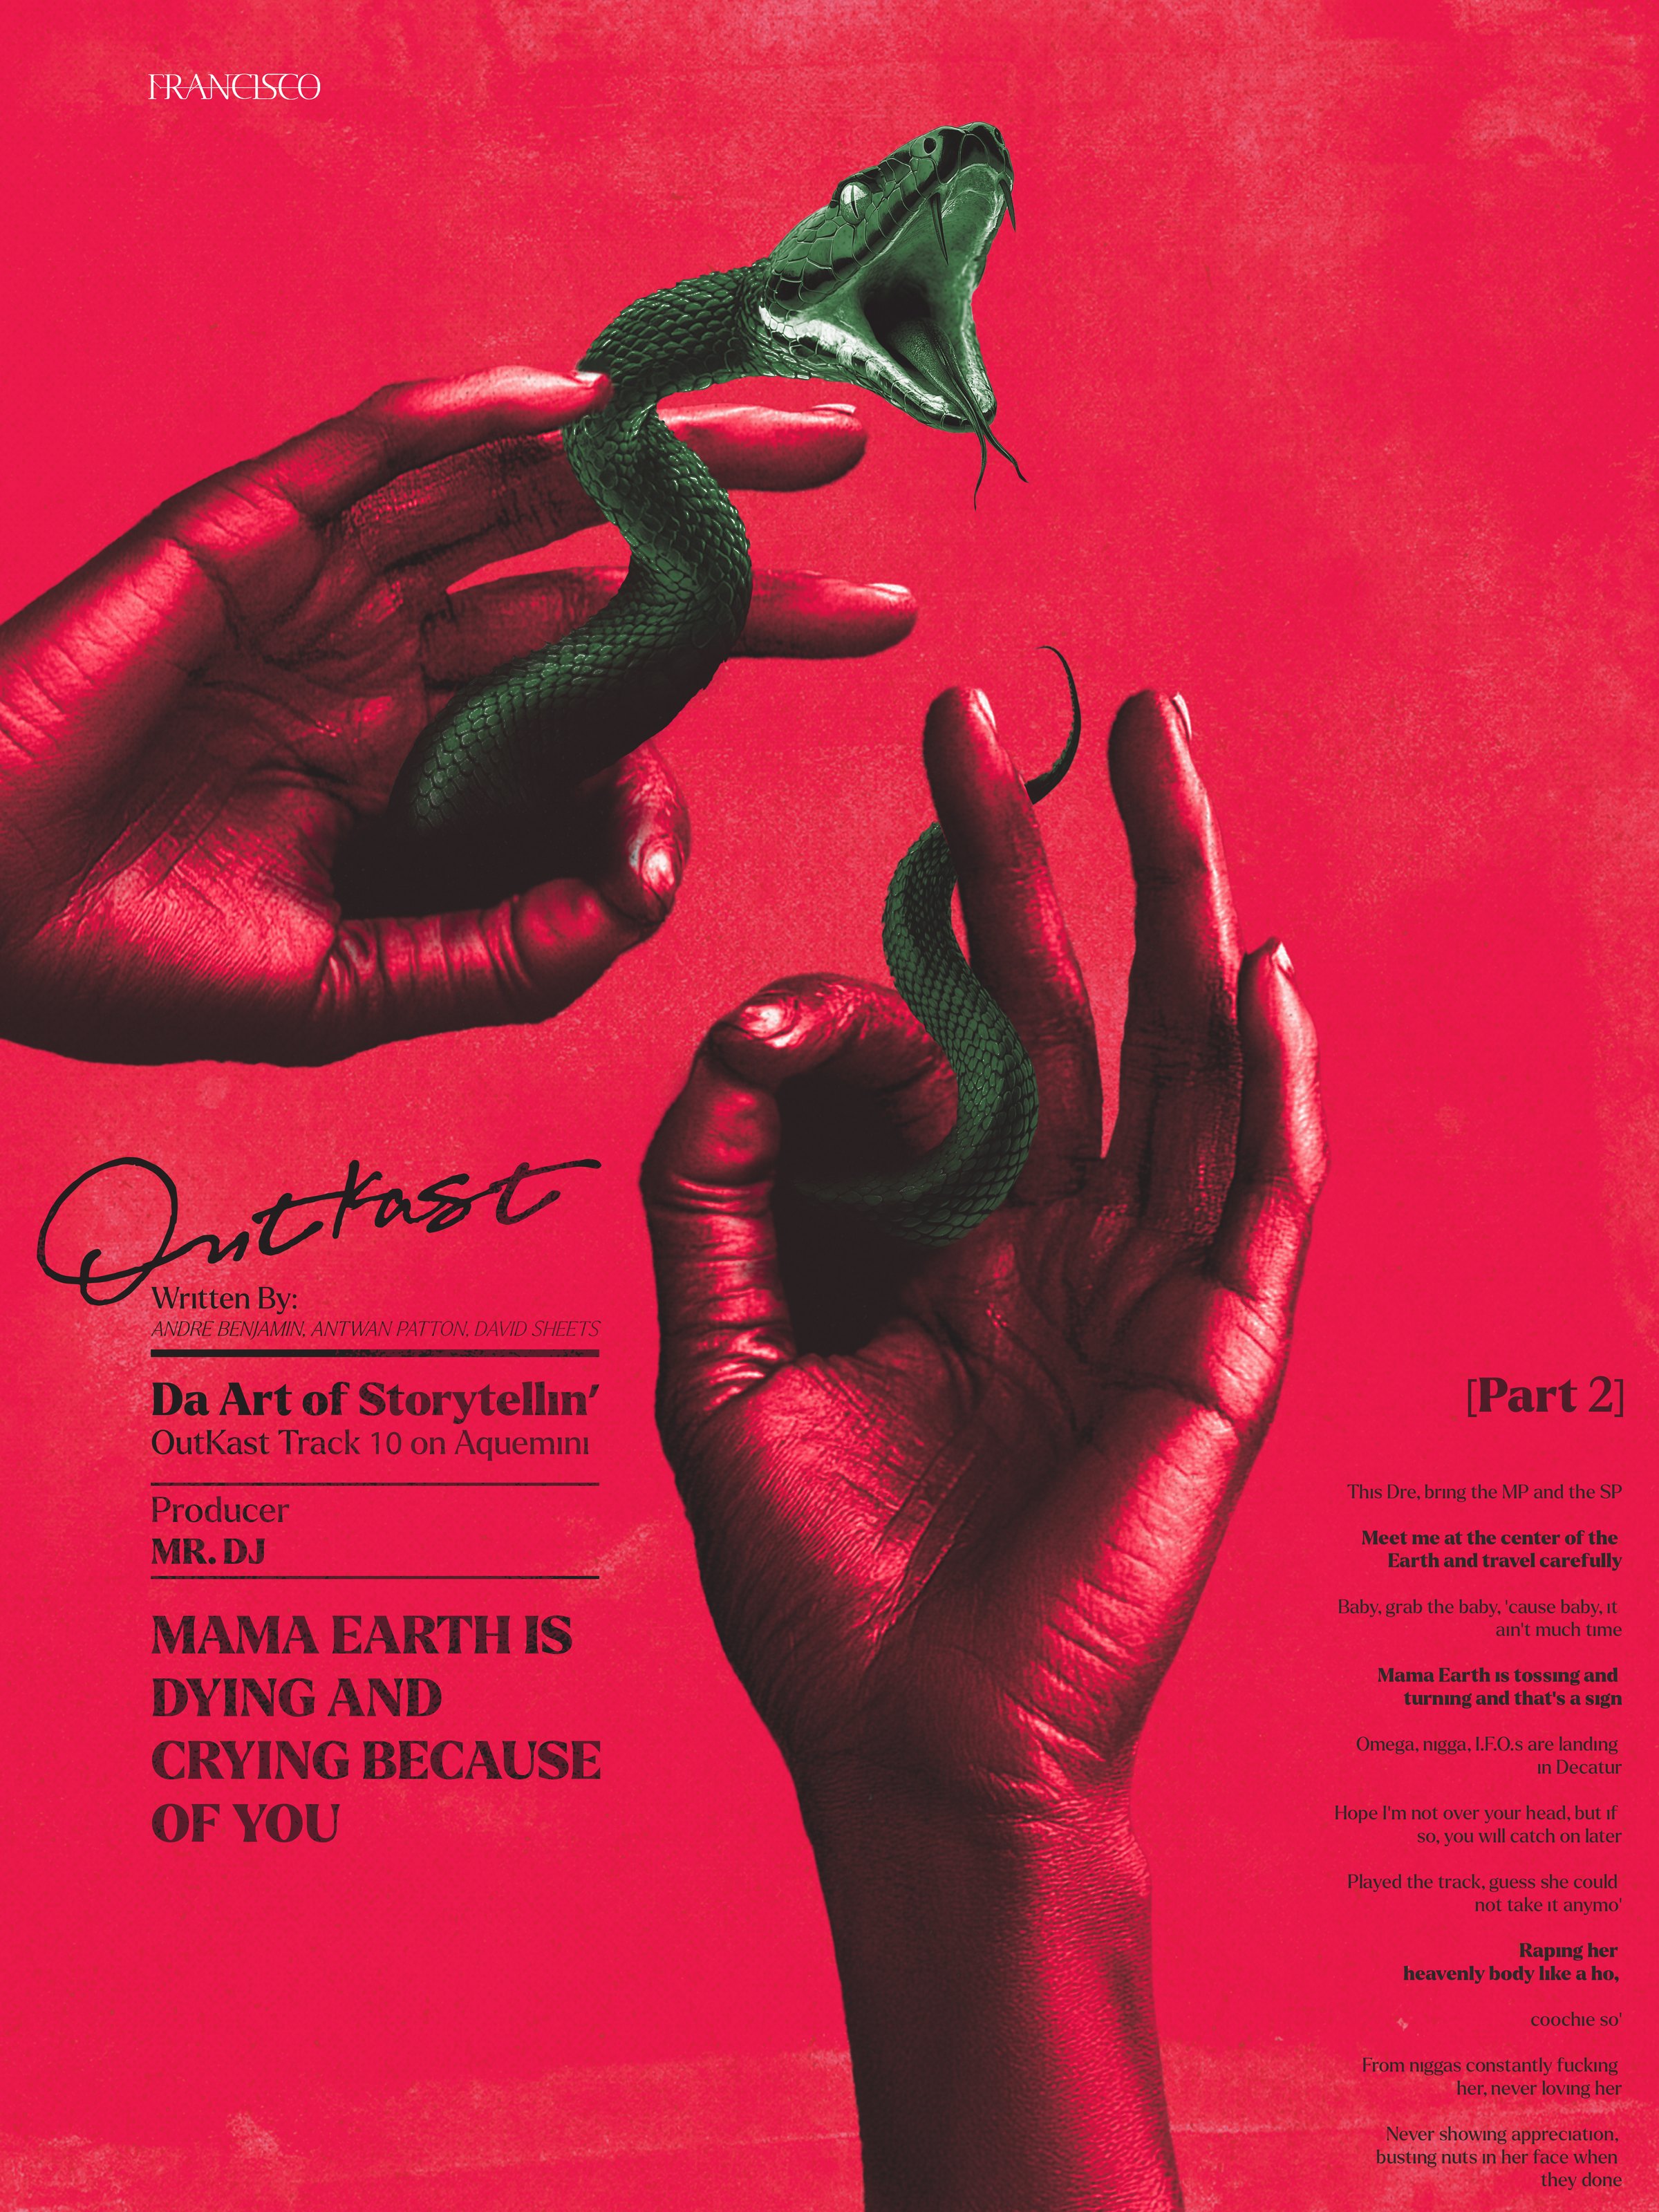 FRANCISCO
OutKast
Written By:
ANDRE BENJAMIN, ANTWAN PATTON, DAVID SHEETS
Da Art of Storytellin'
OutKast Track 10 on Aquemini
Producer
MR. DJ
MAMA EARTH IS
DYING AND
CRYING BECAUSE
OF YOU
[Part 2]
This Dre, bring the MP and the SP
Meet me at the center of the
Earth and travel carefully
Baby, grab the baby, 'cause baby, it
ain't much time
Mama Earth is tossing and
turning and that's a sign
Omega, nigga, I.F.O.s are landing
in Decatur
Hope I'm not over your head, but if
so, you will catch on later
Played the track, guess she could
not take it anymo'
Raping her
heavenly body like a ho,
coochie so'
From niggas constantly fucking
her, never loving her
Never showing appreciation,
busting nuts in her face when
they done